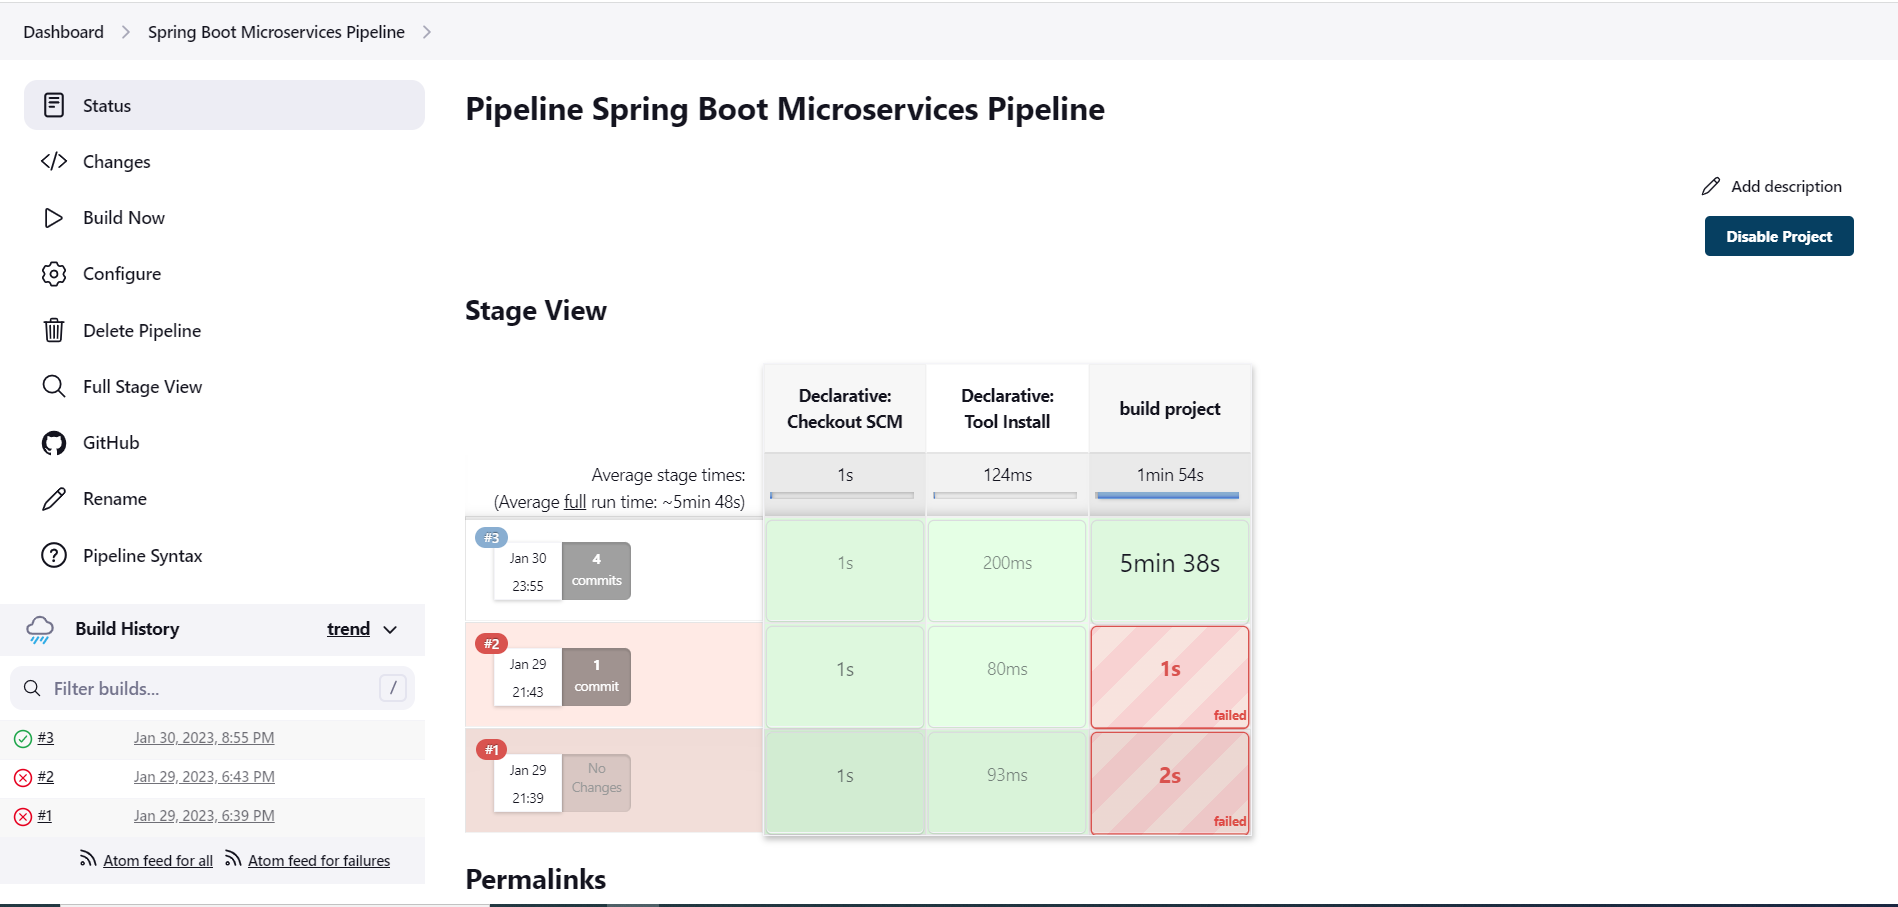 Dashboard
Spring Boot Microservices Pipeline
Status
Changes
Build Now
Configure
Delete Pipeline
Full Stage View
GitHub
Rename
Pipeline Syntax
Build History
trend
Filter builds...
/
#3
Jan 30, 2023, 8:55 PM
#2
Jan 29, 2023, 6:43 PM
#1
Jan 29, 2023, 6:39 PM
Atom feed for all
Atom feed for failures
Pipeline Spring Boot Microservices Pipeline
Add description
Disable Project
Stage View
Declarative:
Checkout SCM
Declarative:
Tool Install
build project
Average stage times:
(Average full run time: ~5min 48s)
1s
124ms
1min 54s
#3
Jan 30
23:55
4
commits
1s
200ms
5min 38s
#2
Jan 29
21:43
1
commit
1s
80ms
1s
failed
#1
Jan 29
21:39
No
Changes
1s
93ms
2s
failed
Permalinks